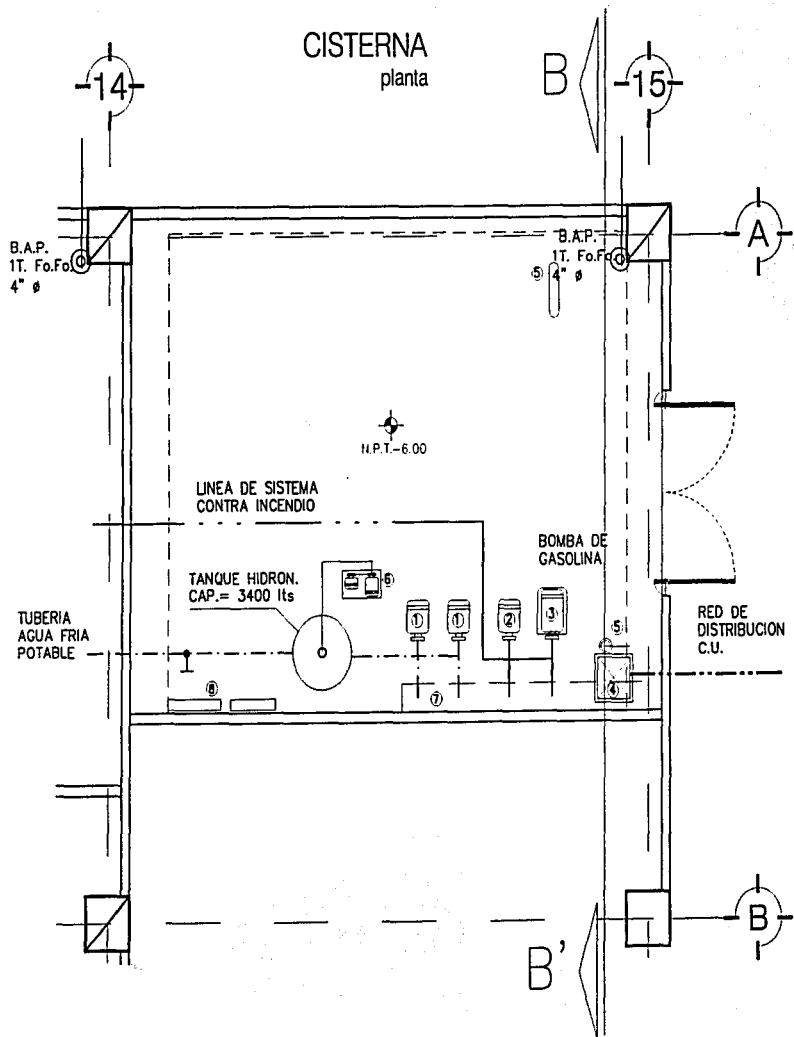 CISTERNA
planta
14
B
15
A
B.A.P.
1T. Fo.Fo.
4" ø
B.A.P.
1T. Fo.F
4" ø
5
N.P.T.-6.00
LINEA DE SISTEMA
CONTRA INCENDIO
BOMBA DE
GASOLINA
TANQUE HIDRON.
CAP.= 3400 lts
6
1
1
2
3
TUBERIA
AGUA FRIA
POTABLE
5
RED DE
DISTRIBUCION
C.U.
8
7
4
B
B'